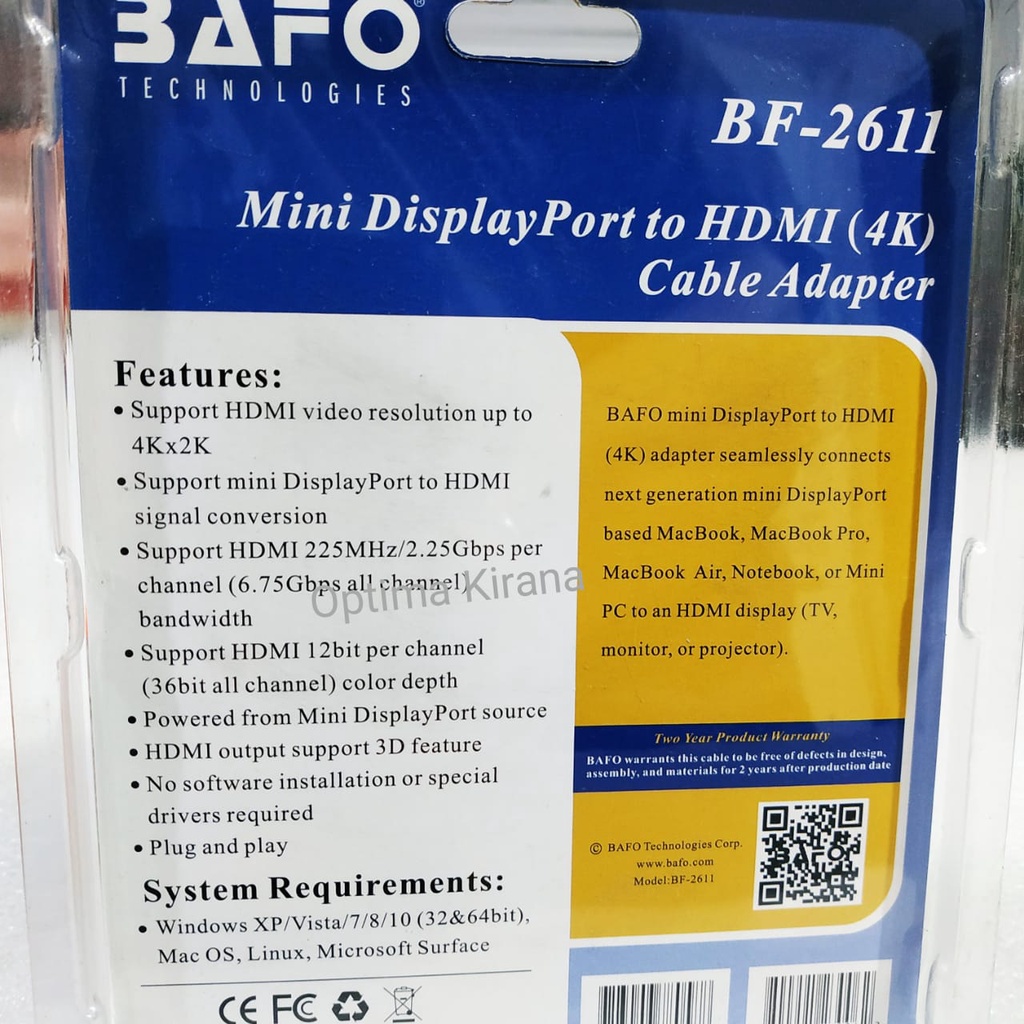 BAFO®
TECHNOLOGIES
BF-2611
Mini DisplayPort to HDMI (4K)
Cable Adapter
Features:
• Support HDMI video resolution up to
4Kx2K
• Support mini DisplayPort to HDMI
signal conversion
• Support HDMI 225MHz/2.25Gbps per
channel (6.75Gbps all channel)
bandwidth
• Support HDMI 12bit per channel
(36bit all channel) color depth
• Powered from Mini DisplayPort source
• HDMI output support 3D feature
• No software installation or special
drivers required
• Plug and play
System Requirements:
• Windows XP/Vista/7/8/10 (32&64bit),
Mac OS, Linux, Microsoft Surface
CE FC
BAFO mini DisplayPort to HDMI
(4K) adapter seamlessly connects
next generation mini DisplayPort
based MacBook, MacBook Pro,
MacBook Air, Notebook, or Mini
PC to an HDMI display (TV,
monitor, or projector).
Two Year Product Warranty
BAFO warrants this cable to be free of defects in design,
assembly, and materials for 2 years after production date
© BAFO Technologies Corp.
www.bafo.com
Model:BF-2611
BAFO
Optima Kirana